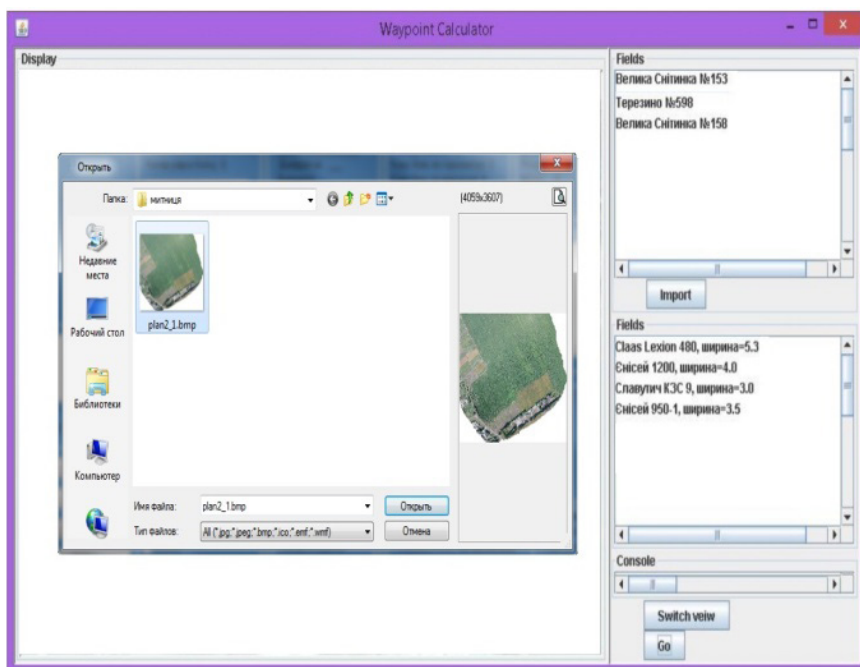 Waypoint Calculator
Display
Открыть
Папка: митниця
(4059x3607)
Недавние
места
Рабочий стол
Библиотеки
Компьютер
plan2_1.bmp
Имя файла: plan2_1.bmp
Открыть
Тип файлов: All (*.jpg;*.jpeg;*.bmp;*.ico;*.emf;*.wmf)
Отмена
Fields
Велика Снітинка №153
Терезино №598
Велика Снітинка №158
Import
Fields
Claas Lexion 480, ширина=5.3
Єнісей 1200, ширина=4.0
Славутич КЗС 9, ширина=3.0
Єнісей 950-1, ширина=3.5
Console
Switch veiw
Go